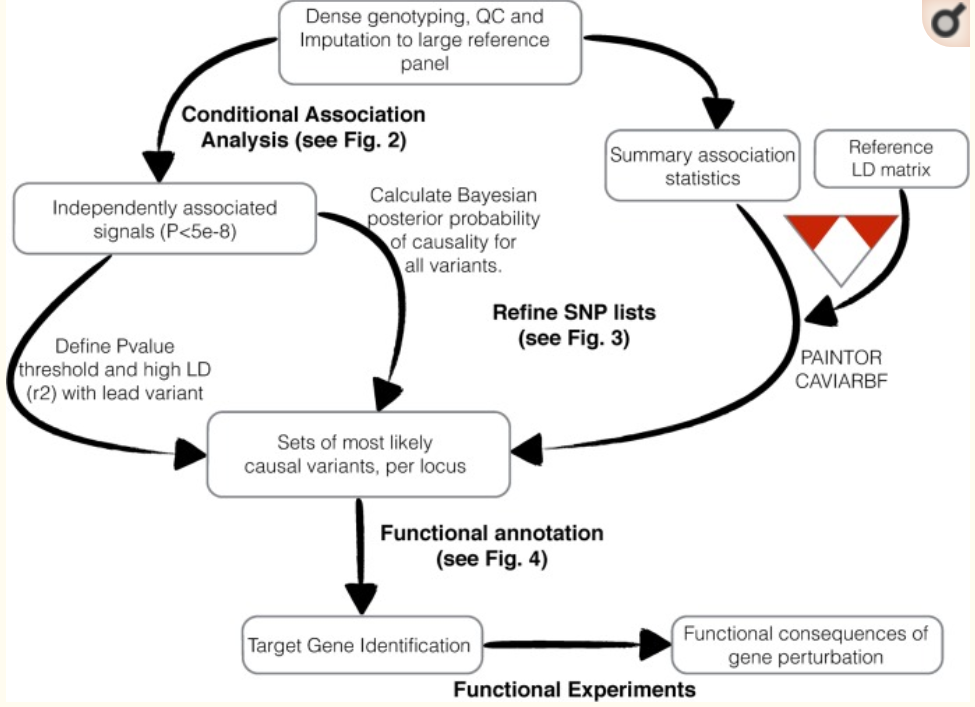 Dense genotyping, QC and
Imputation to large reference
panel
Conditional Association
Analysis (see Fig. 2)
Summary association
statistics
Reference
LD matrix
Independently associated
signals (P<5e-8)
Calculate Bayesian
posterior probability
of causality for
all variants.
Refine SNP lists
(see Fig. 3)
Define Pvalue
threshold and high LD
(r2) with lead variant
PAINTOR
CAVIARBF
Sets of most likely
causal variants, per locus
Functional annotation
(see Fig. 4)
Target Gene Identification
Functional consequences of
gene perturbation
Functional Experiments